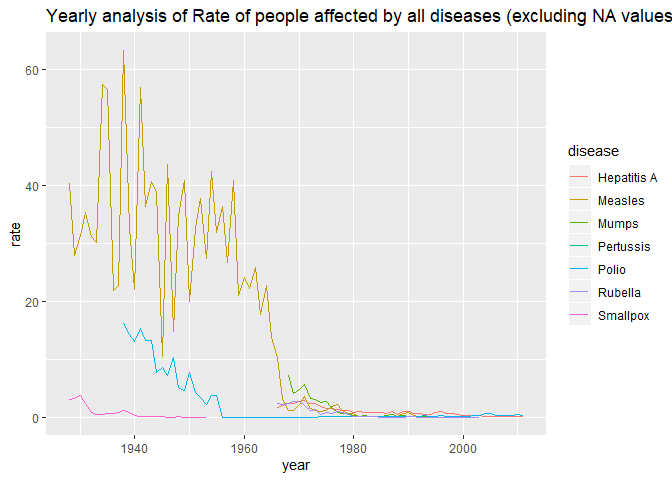 Yearly analysis of Rate of people affected by all diseases (excluding NA values
60
40
20
0
rate
1940
1960
1980
2000
year
disease
Hepatitis A
Measles
Mumps
Pertussis
Polio
Rubella
Smallpox